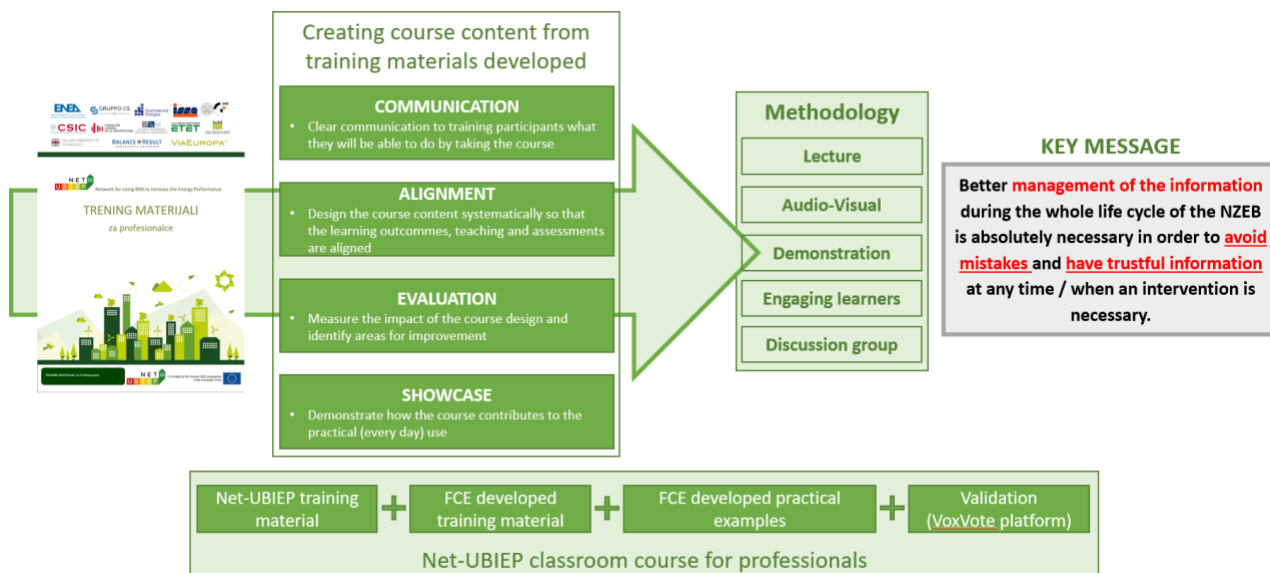 Creating course content from
training materials developed
COMMUNICATION
• Clear communication to training participants what
they will be able to do by taking the course
ALIGNMENT
• Design the course content systematically so that
the learning outcommes, teaching and assessments
are aligned
EVALUATION
• Measure the impact of the course design and
identify areas for improvement
SHOWCASE
• Demonstrate how the course contributes to the
practical (every day) use
ENEA
GRUPPO CS
isso
CSIC
ETET
BALANCE & RESULT
VIAEUROPA
NET
UBIEP
Network for Using BIM to Increase the Energy Performance
TRENING MATERIJALI
za profesionalce
TRENING MATERIJALI za Profesionalce
NET
UBIEP
Methodology
Lecture
Audio-Visual
Demonstration
Engaging learners
Discussion group
KEY MESSAGE
Better management of the information
during the whole life cycle of the NZEB
is absolutely necessary in order to avoid
mistakes and have trustful information
at any time / when an intervention is
necessary.
Net-UBIEP training
material
+
FCE developed
training material
+
FCE developed practical
examples
+
Validation
(VoxVote platform)
Net-UBIEP classroom course for professionals